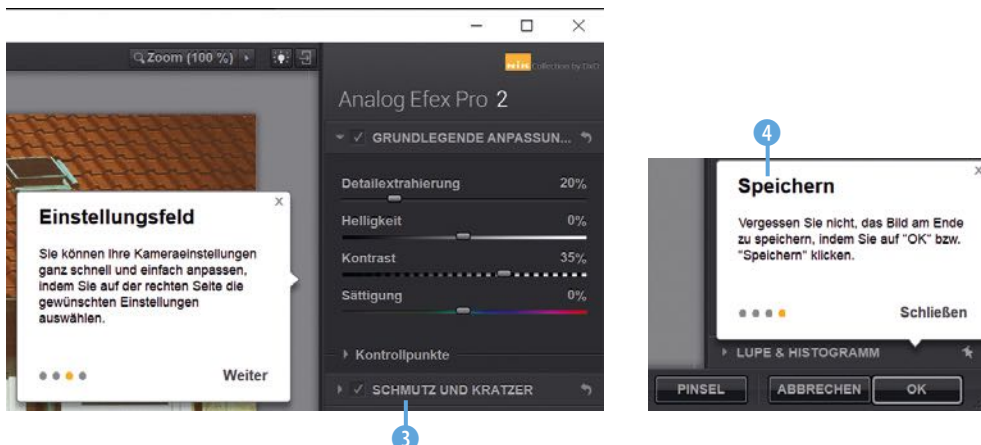 Zoom (100 %)
nik Collection by DxO
Analog Efex Pro 2
GRUNDLEGENDE ANPASSUN...
Detailextrahierung 20%
Helligkeit 0%
Kontrast 35%
Sättigung 0%
Kontrollpunkte
SCHMUTZ UND KRATZER
3
Einstellungsfeld
x
Sie können Ihre Kameraeinstellungen
ganz schnell und einfach anpassen,
indem Sie auf der rechten Seite die
gewünschten Einstellungen
auswählen.
Weiter
4
Speichern
x
Vergessen Sie nicht, das Bild am Ende
zu speichern, indem Sie auf "OK" bzw.
"Speichern" klicken.
Schließen
LUPE & HISTOGRAMM
PINSEL ABBRECHEN OK